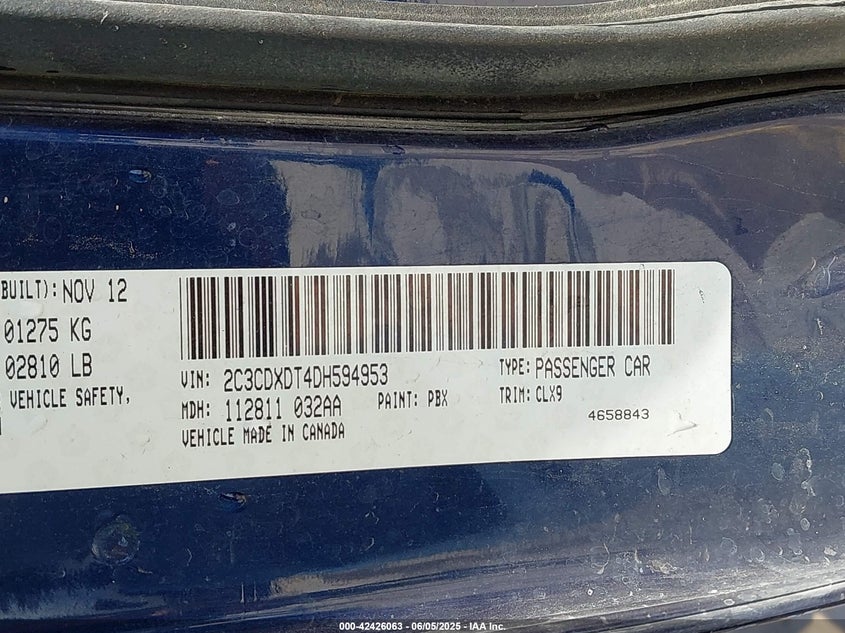 BUILT): NOV 12
01275 KG
02810 LB
VEHICLE SAFETY,
VIN: 2C3CDXDT4DH594953
TYPE: PASSENGER CAR
MDH: 112811 032AA PAINT: PBX TRIM: CLX9
VEHICLE MADE IN CANADA
4658843
000-42426063 - 06/05/2025 - IAA Inc.